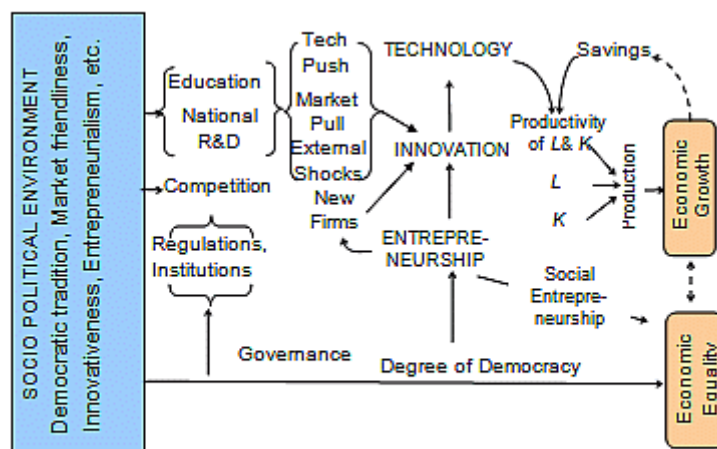 SOCIO POLITICAL ENVIRONMENT
Democratic tradition, Market friendliness,
Innovativeness, Entrepreneurialism, etc.
Education
National
R&D
Competition
Regulations,
Institutions
Governance
Tech
Push
Market
Pull
External
Shocks
New
Firms
TECHNOLOGY
INNOVATION
ENTREPRE-
NEURSHIP
Degree of Democracy
Savings
Productivity
of L& K
L
K
Production
Social
Entrepre-
neurship
Economic
Growth
Economic
Equality